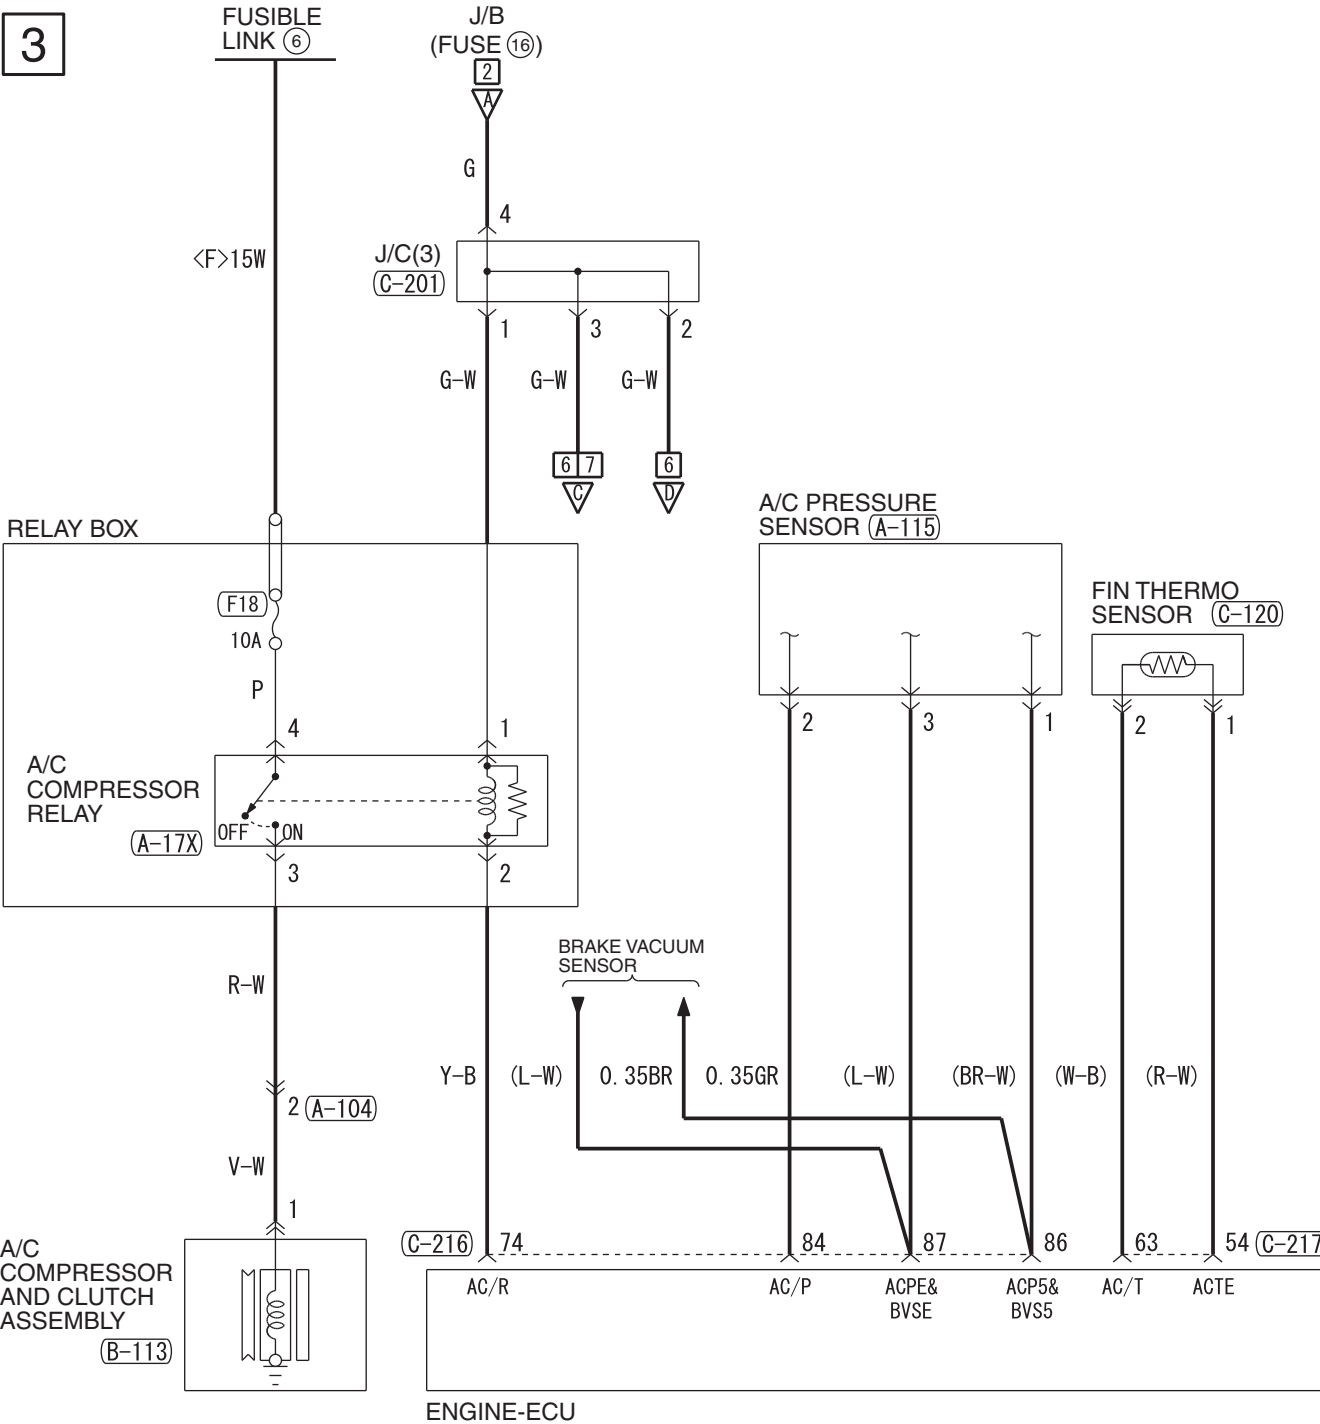 3
FUSIBLE
LINK 6
J/B
(FUSE 16)
2
A
G
4
<F>15W
J/C(3)
C-201
1
3
2
G-W
G-W
G-W
6 7
6
C
D
RELAY BOX
F18
10A
P
4
1
A/C
COMPRESSOR
RELAY
A-17X
OFF
ON
3
2
A/C PRESSURE
SENSOR A-115
2
3
1
FIN THERMO
SENSOR C-120
2
1
BRAKE VACUUM
SENSOR
R-W
Y-B
(L-W)
0.35BR
0.35GR
(L-W)
(BR-W)
(W-B)
(R-W)
2 A-104
V-W
1
A/C
COMPRESSOR
AND CLUTCH
ASSEMBLY
B-113
C-216 74
84
87
86
63
54 C-217
AC/R
AC/P
ACPE&
BVSE
ACP5&
BVS5
AC/T
ACTE
ENGINE-ECU